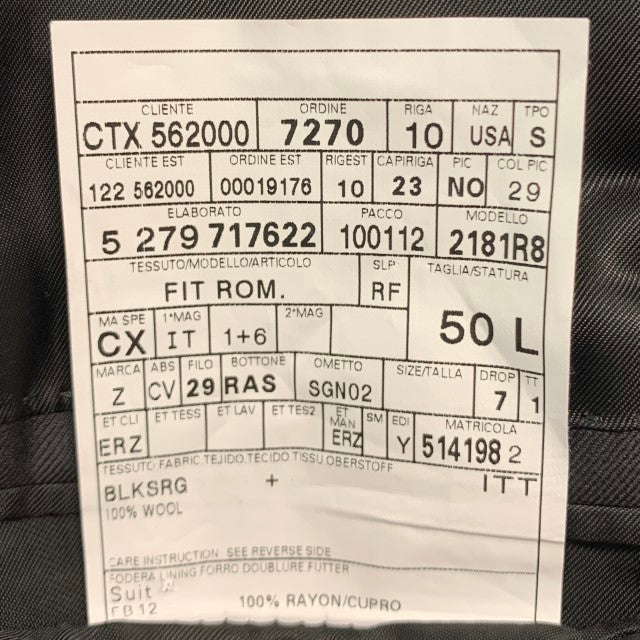 CLIENTE ORDINE RIGA NAZ TPO
CTX 562000 7270 10 USA S
CLIENTE EST ORDINE EST RIGEST CAPIRIGA PIC COL.PIC
122 562000 00019176 10 23 NO 29
ELABORATO PACCO MODELLO
5 279 717622 100112 2181R8
TESSUTO/MODELLO/ARTICOLO SLP TAGLIA/STATURA
FIT ROM. RF 50 L
MA SPE 1°MAG 2°MAG
CX IT 1+6
MARCA ABS FILO BOTTONE OMETTO SIZE/TALLA DROP TT
Z CV 29 RAS SGN02 7 1
ET CLI ET TESS ET LAV ET TES2 ET MAN SM EDI MATRICOLA
ERZ ERZ Y 514198 2
TESSUTO.FABRIC.TEJIDO.TECIDO.TISSU OBERSTOFF
BLKSRG + ITT
100% WOOL
CARE INSTRUCTION SEE REVERSE SIDE
FODERA LINING FORRO DOUBLURE FUTTER
Suit A
FB12 100% RAYON/CUPRO